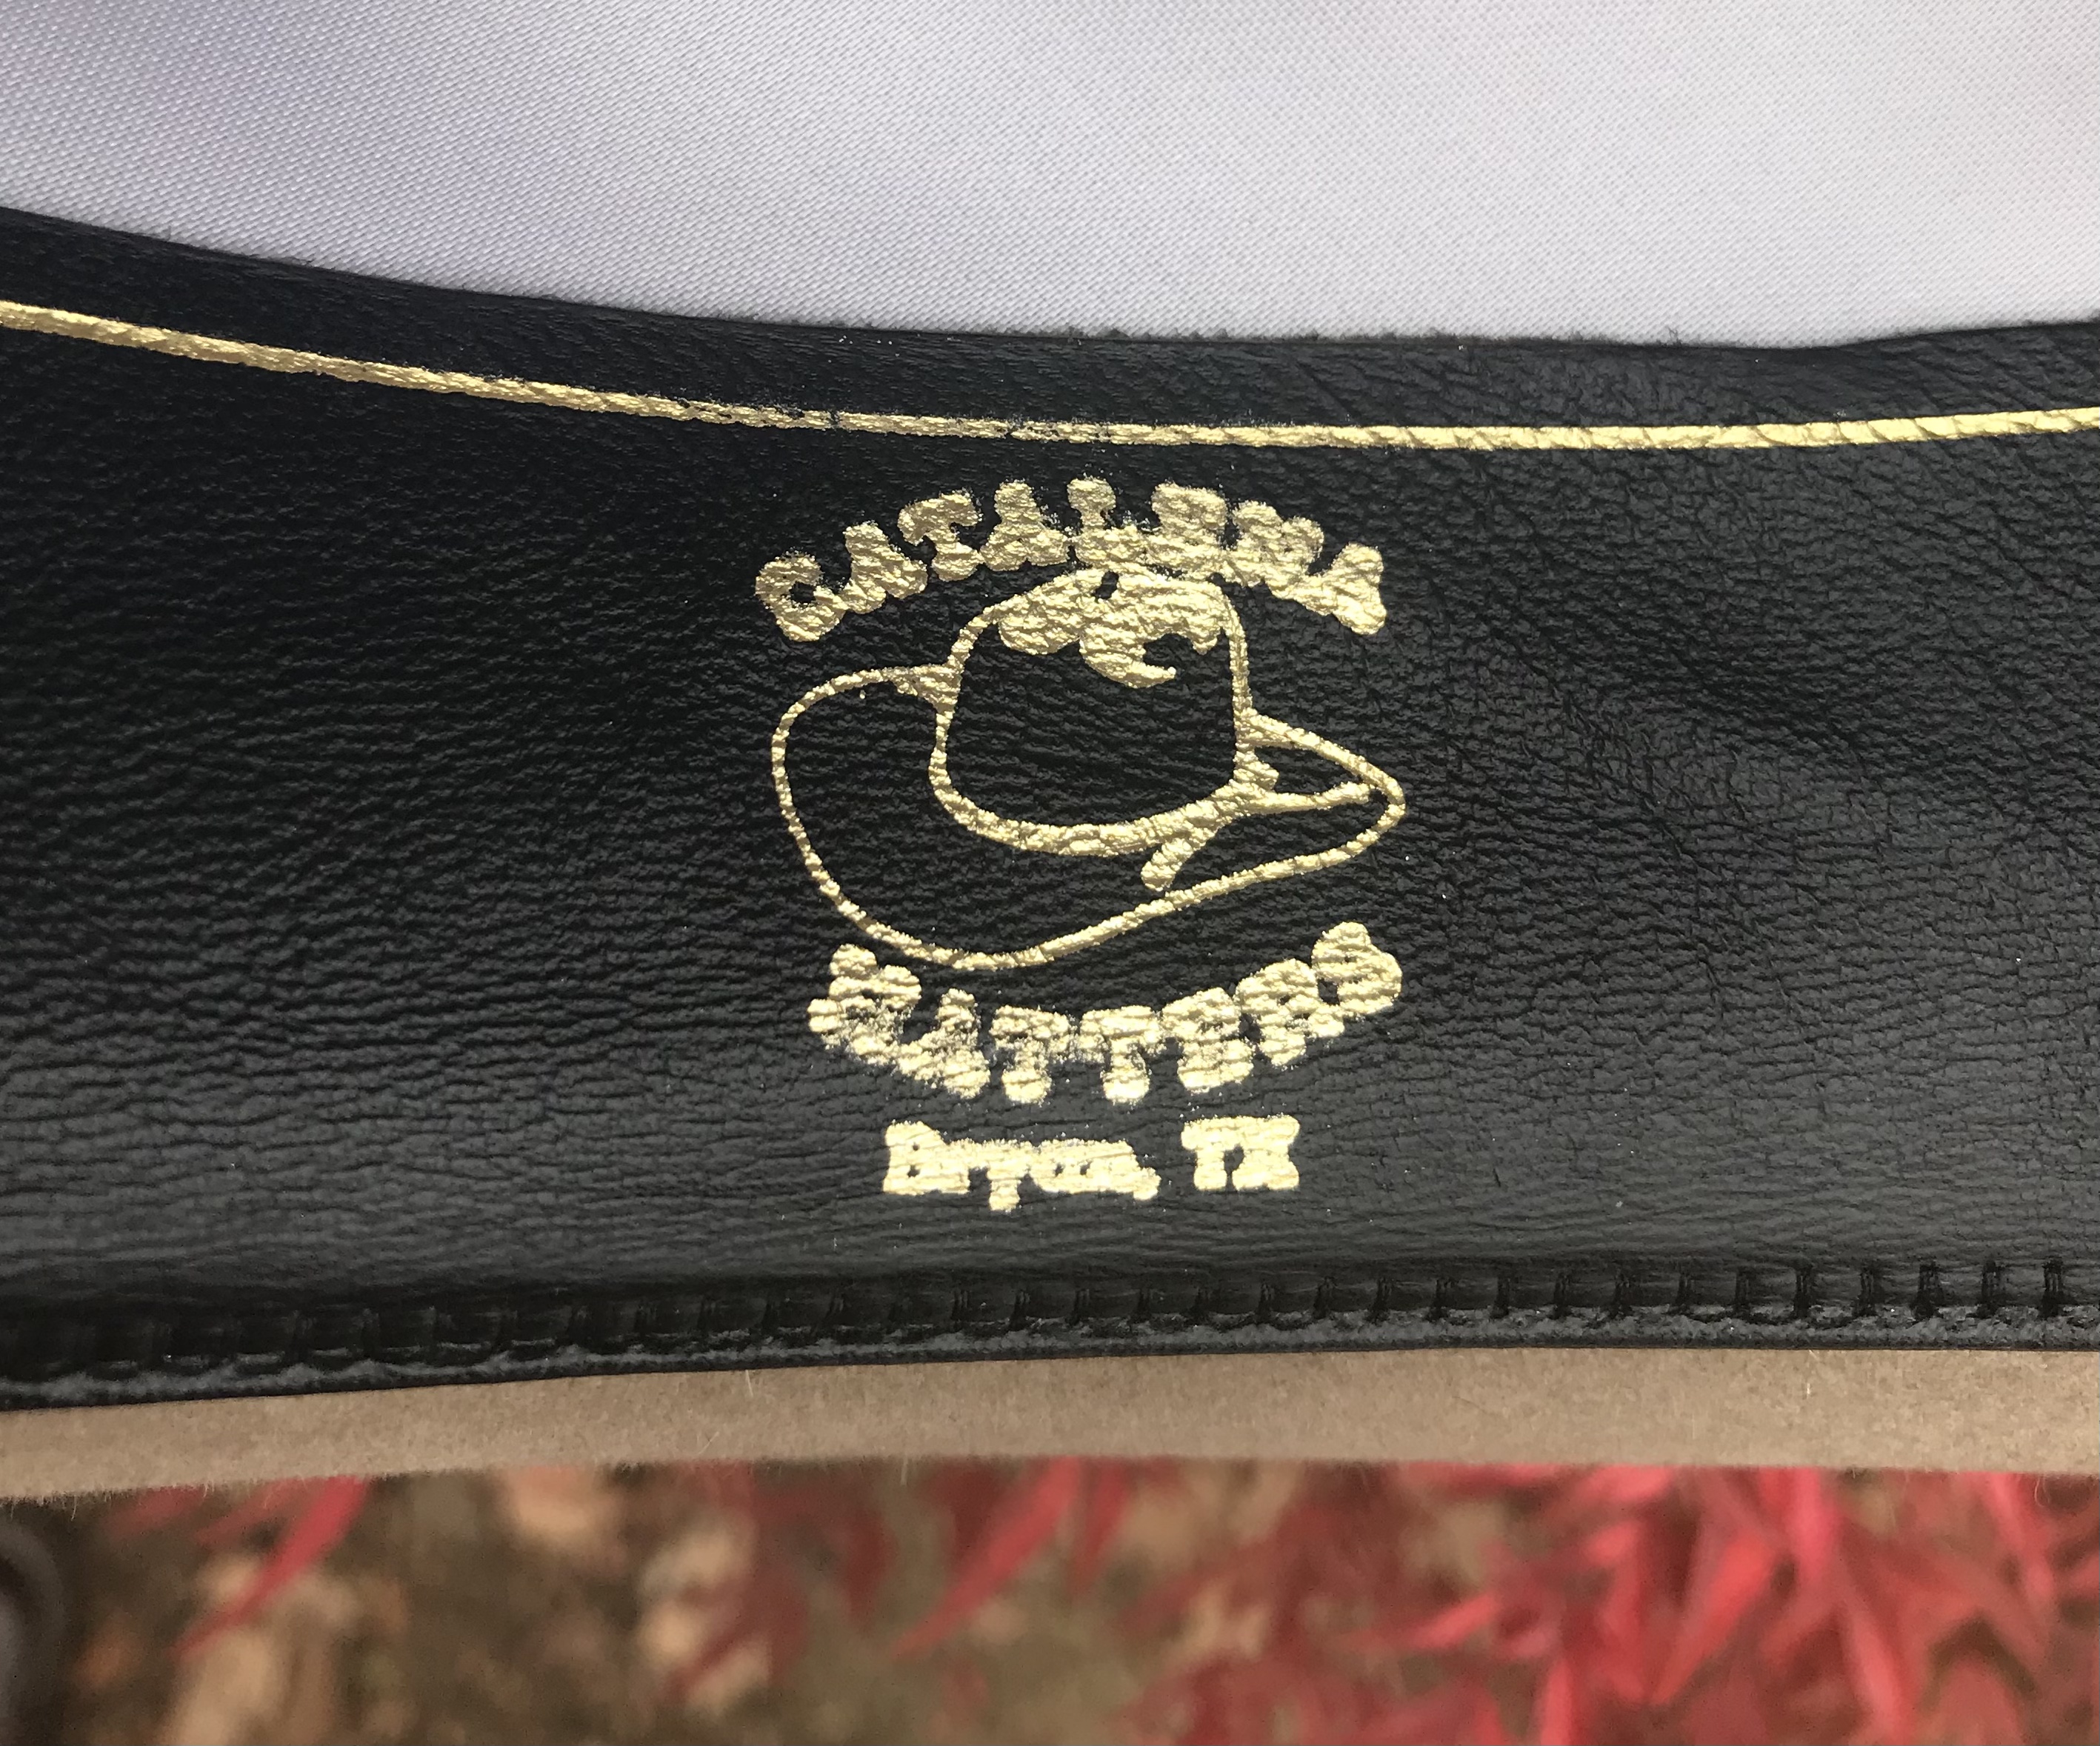 CATALENA
HATTERS
Bryan, TX